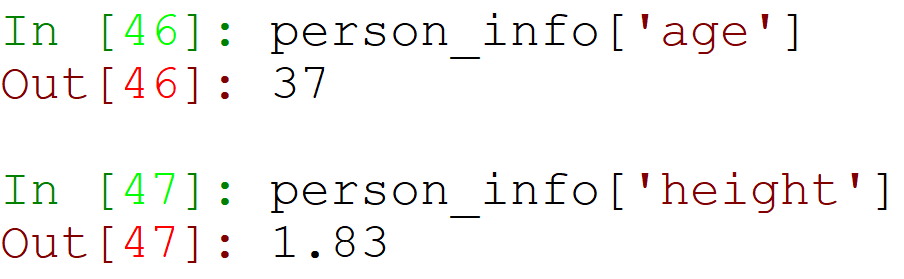 In [46]: person_info['age']
Out[46]: 37
In [47]: person_info['height']
Out[47]: 1.83